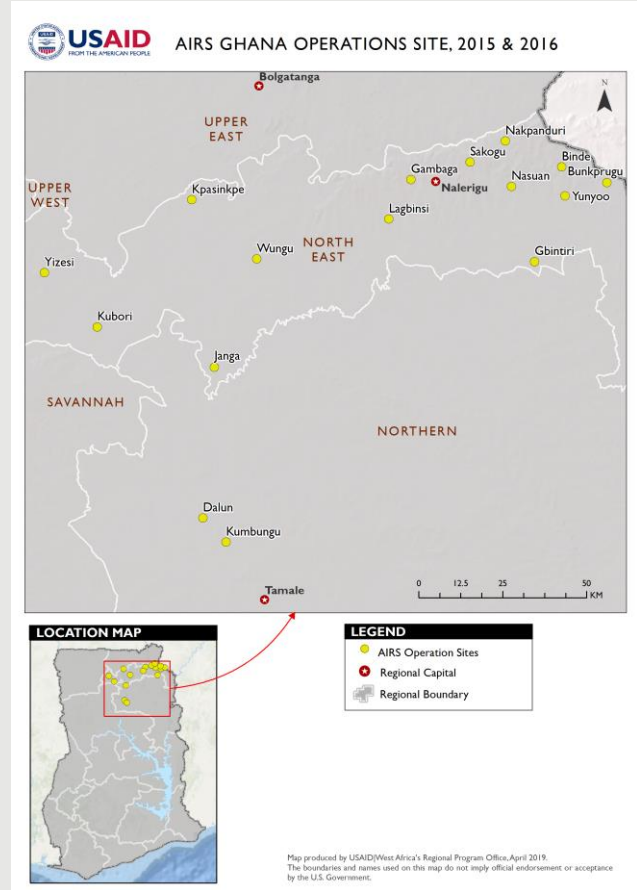 USAID
FROM THE AMERICAN PEOPLE
AIRS GHANA OPERATIONS SITE, 2015 & 2016
Bolgatanga
N
UPPER
EAST
Nakpanduri
Sakogu
Binde
Bunkprugu
Gambaga
Nalerigu
Nasuan
UPPER
WEST
Kpasinkpe
Yunyoo
Lagbinsi
NORTH
EAST
Wungu
Gbintiri
Yizesi
Kubori
Janga
SAVANNAH
NORTHERN
Dalun
Kumbungu
Tamale
0 12.5 25 50
KM
LOCATION MAP
LEGEND
AIRS Operation Sites
Regional Capital
Regional Boundary
Map produced by USAID|West Africa's Regional Program Office, April 2019.
The boundaries and names used on this map do not imply official endorsement or acceptance
by the U.S. Government.